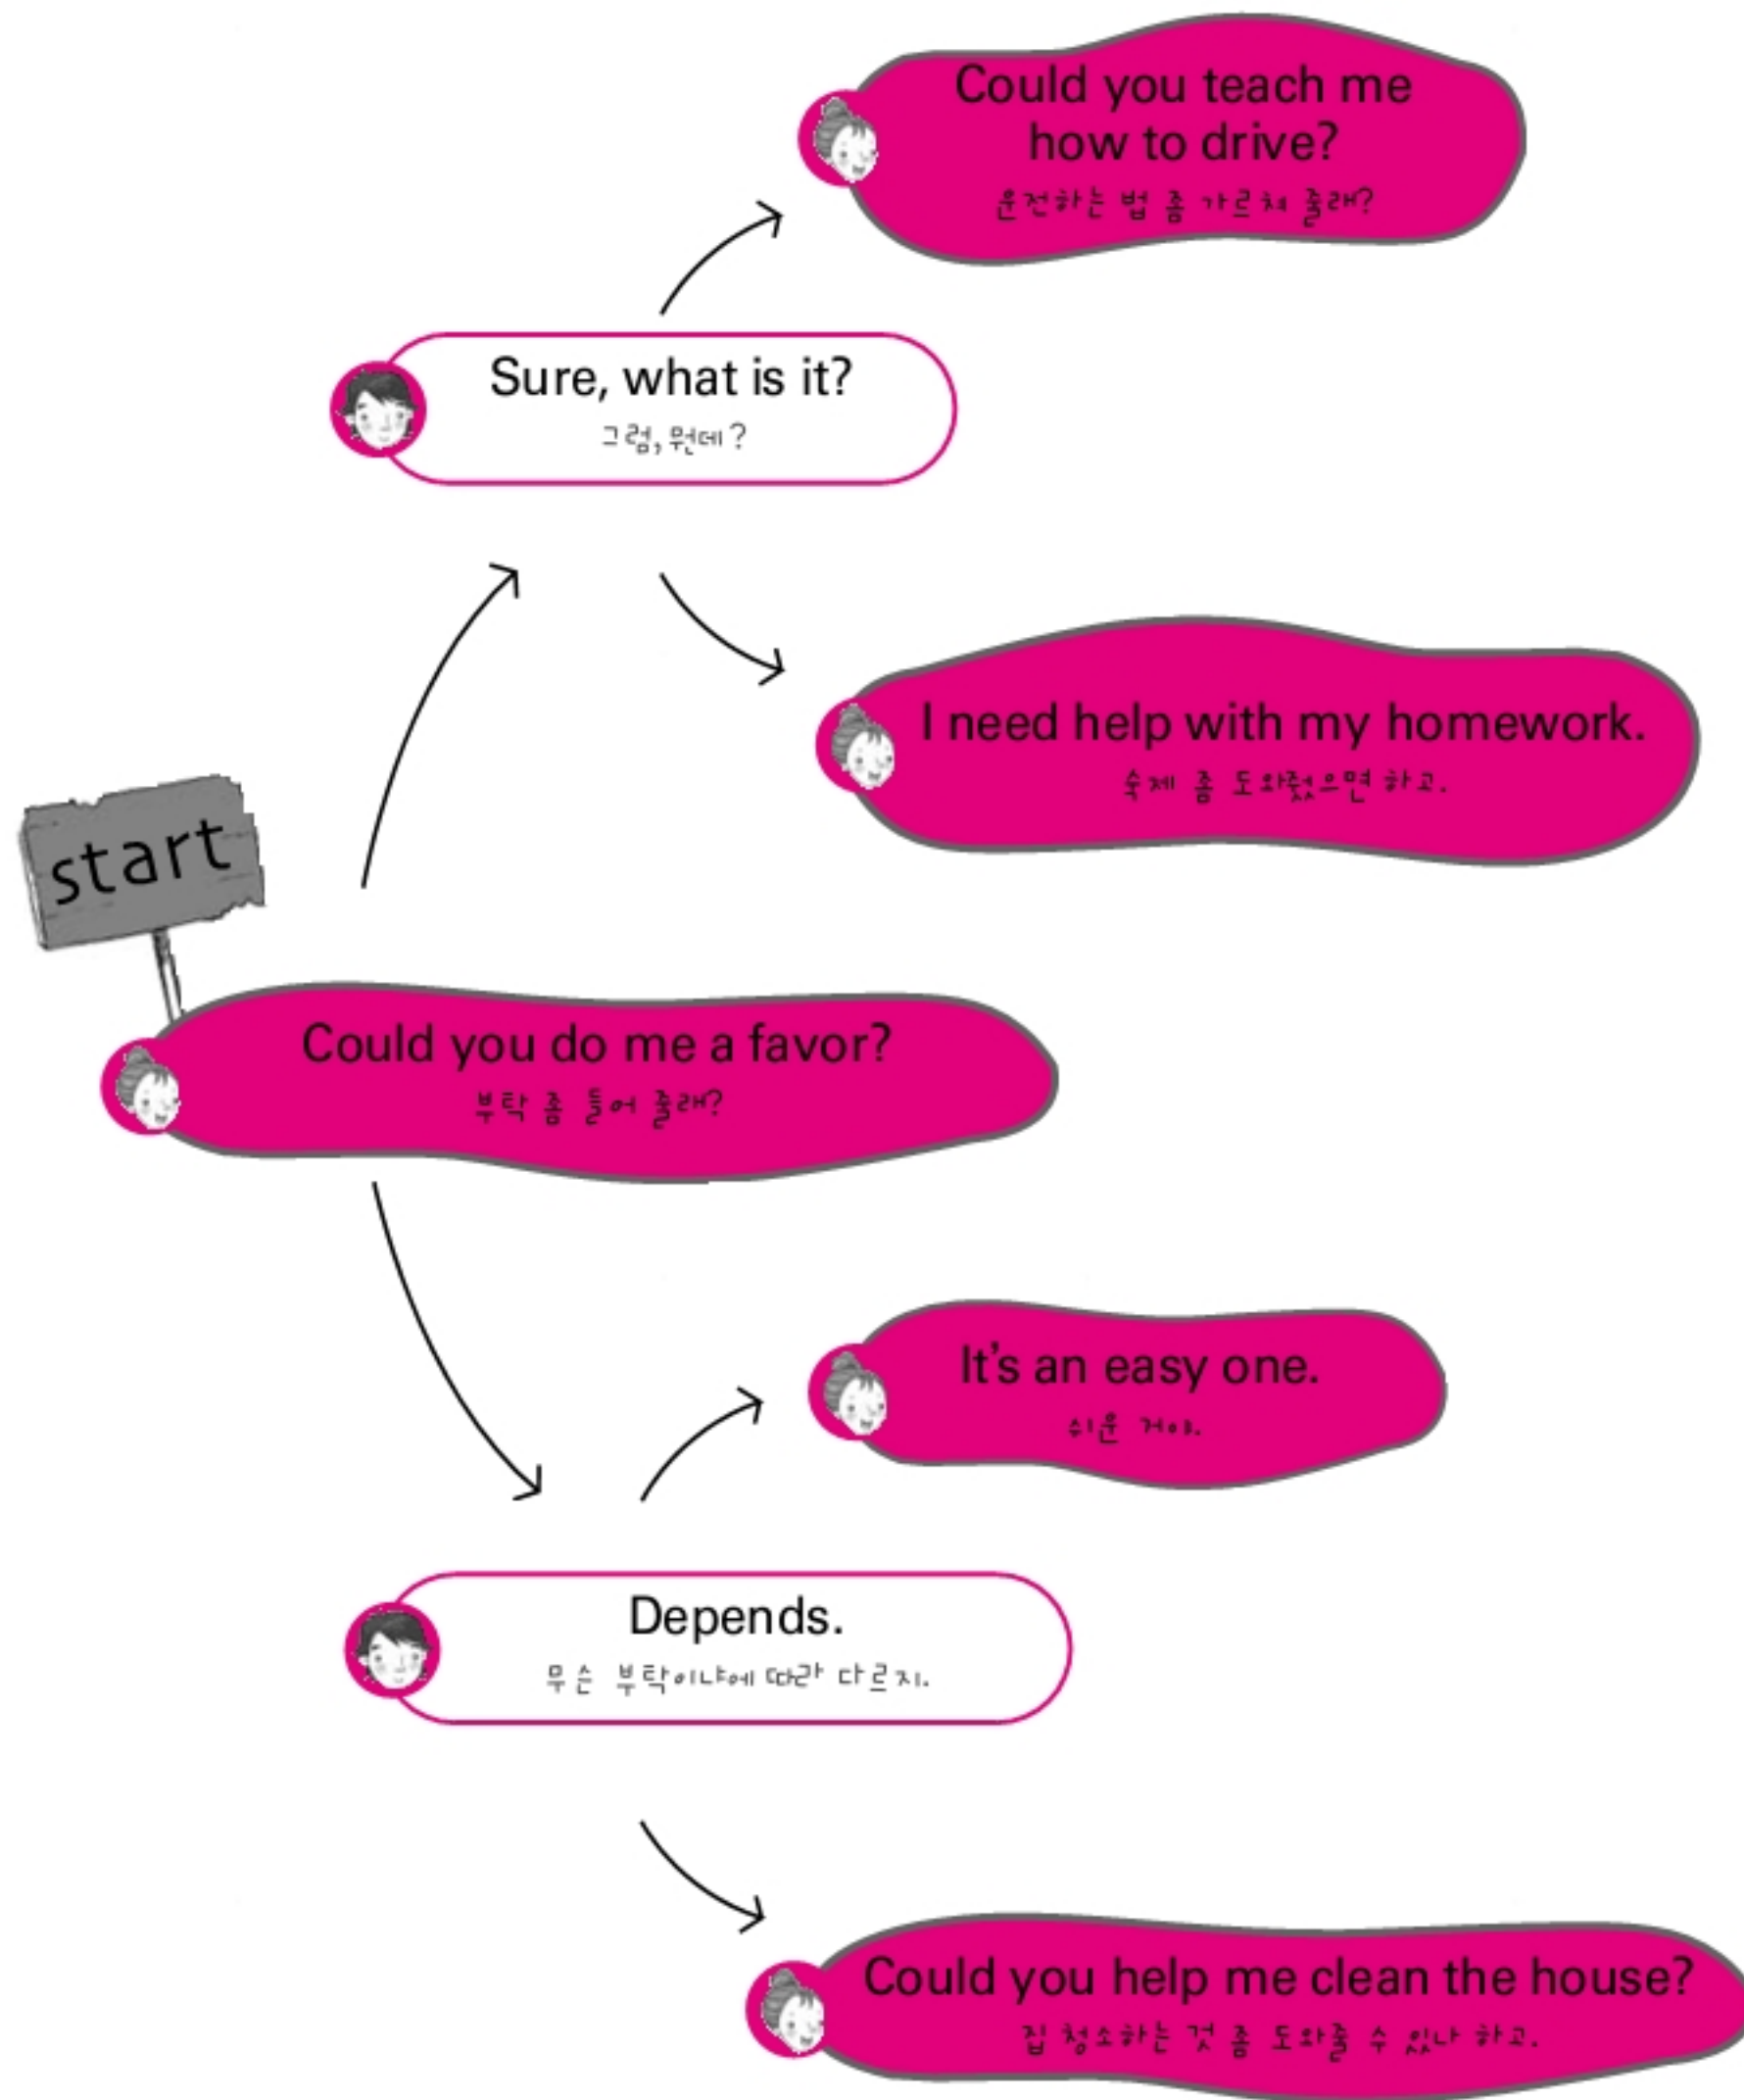 Could you teach me
how to drive?
운전하는 법 좀 가르쳐 줄래?
Sure, what is it?
그럼, 뭔데?
I need help with my homework.
숙제 좀 도와줬으면 하고.
start
Could you do me a favor?
부탁 좀 들어 줄래?
It's an easy one.
쉬운 거야.
Depends.
무슨 부탁이냐에 따라 다르지.
Could you help me clean the house?
집 청소하는 것 좀 도와줄 수 있나 하고.